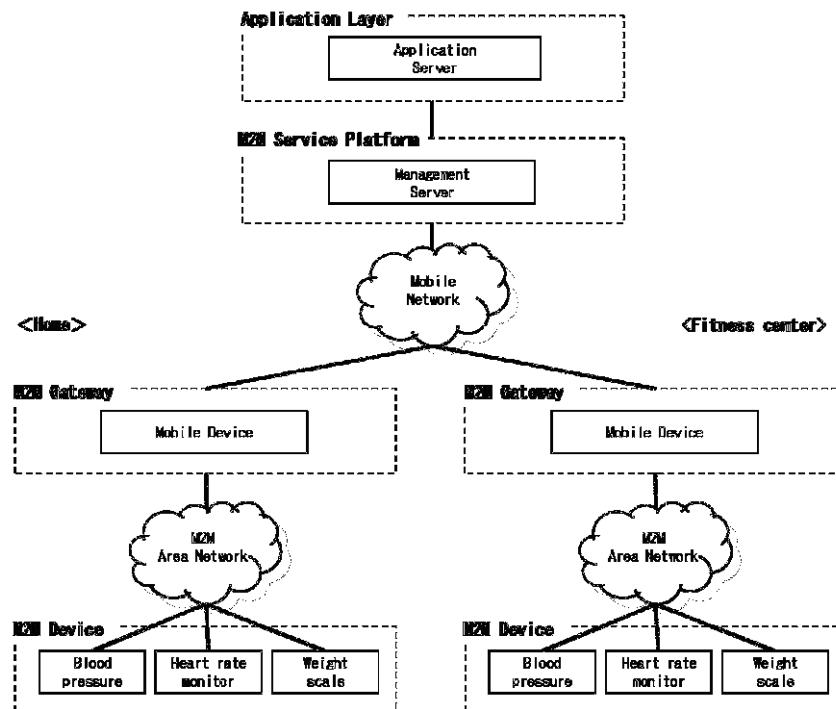 Application Layer
Application
Server
M2M Service Platform
Management
Server
Mobile
Network
<Home>
<Fitness center>
M2M Gateway
Mobile Device
M2M Gateway
Mobile Device
M2M
Area Network
M2M
Area Network
M2M Device
Blood
pressure
Heart rate
monitor
Weight
scale
M2M Device
Blood
pressure
Heart rate
monitor
Weight
scale